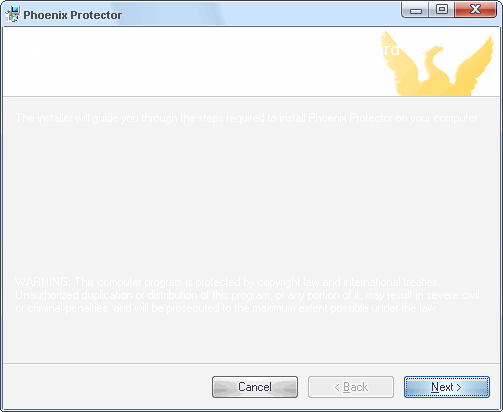 Phoenix Protector
rd
The installer will guide you through the steps required to install Phoenix Protector on your computer.
WARNING: This computer program is protected by copyright law and international treaties.
Unauthorized duplication or distribution of this program, or any portion of it, may result in severe civil
or criminal penalties, and will be prosecuted to the maximum extent possible under the law.
Cancel
< Back
Next >